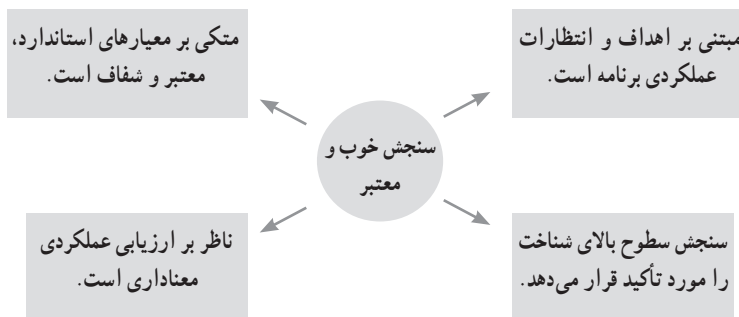 مبتنی بر اهداف و انتظارات
عملکردی برنامه است.
متکی بر معیارهای استاندارد،
معتبر و شفاف است.
سنجش خوب و
معتبر
سنجش سطوح بالای شناخت
را مورد تأکید قرار می‌دهد.
ناظر بر ارزیابی عملکردی
معناداری است.